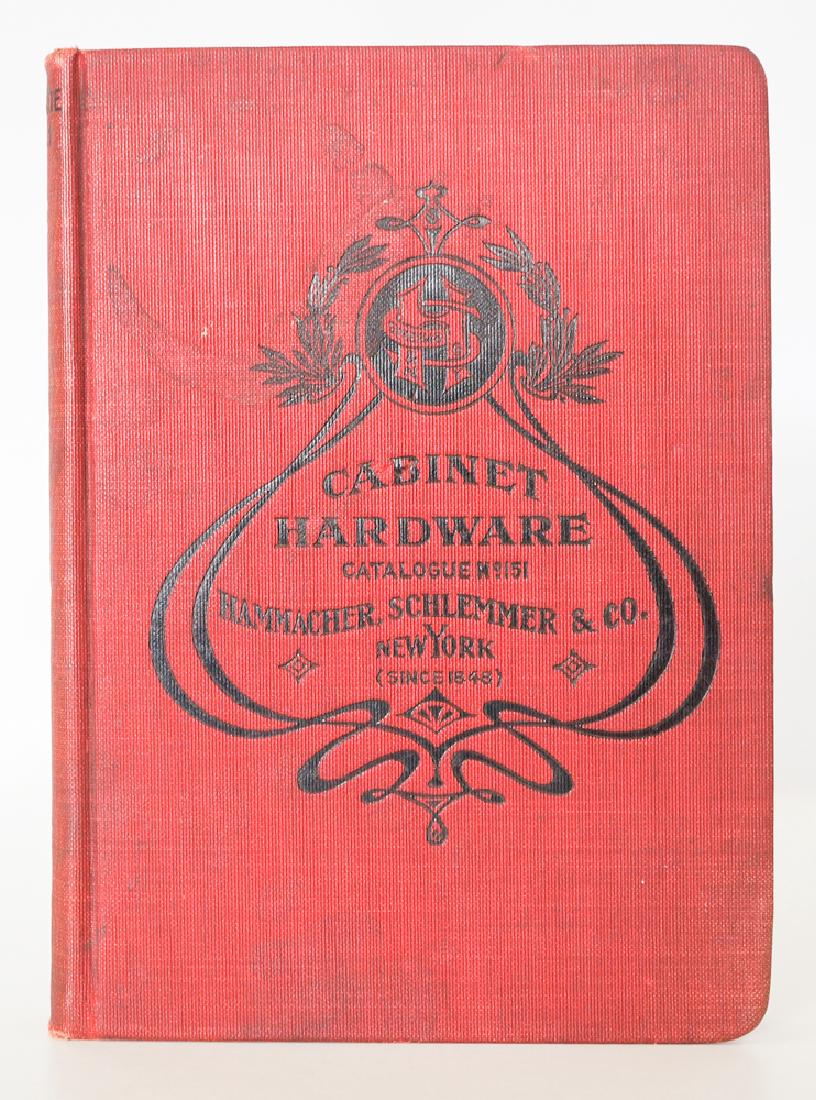 CABINET
HARDWARE
CATALOGUE No 151
HAMMACHER, SCHLEMMER & CO.
NEW YORK
(SINCE 1848)